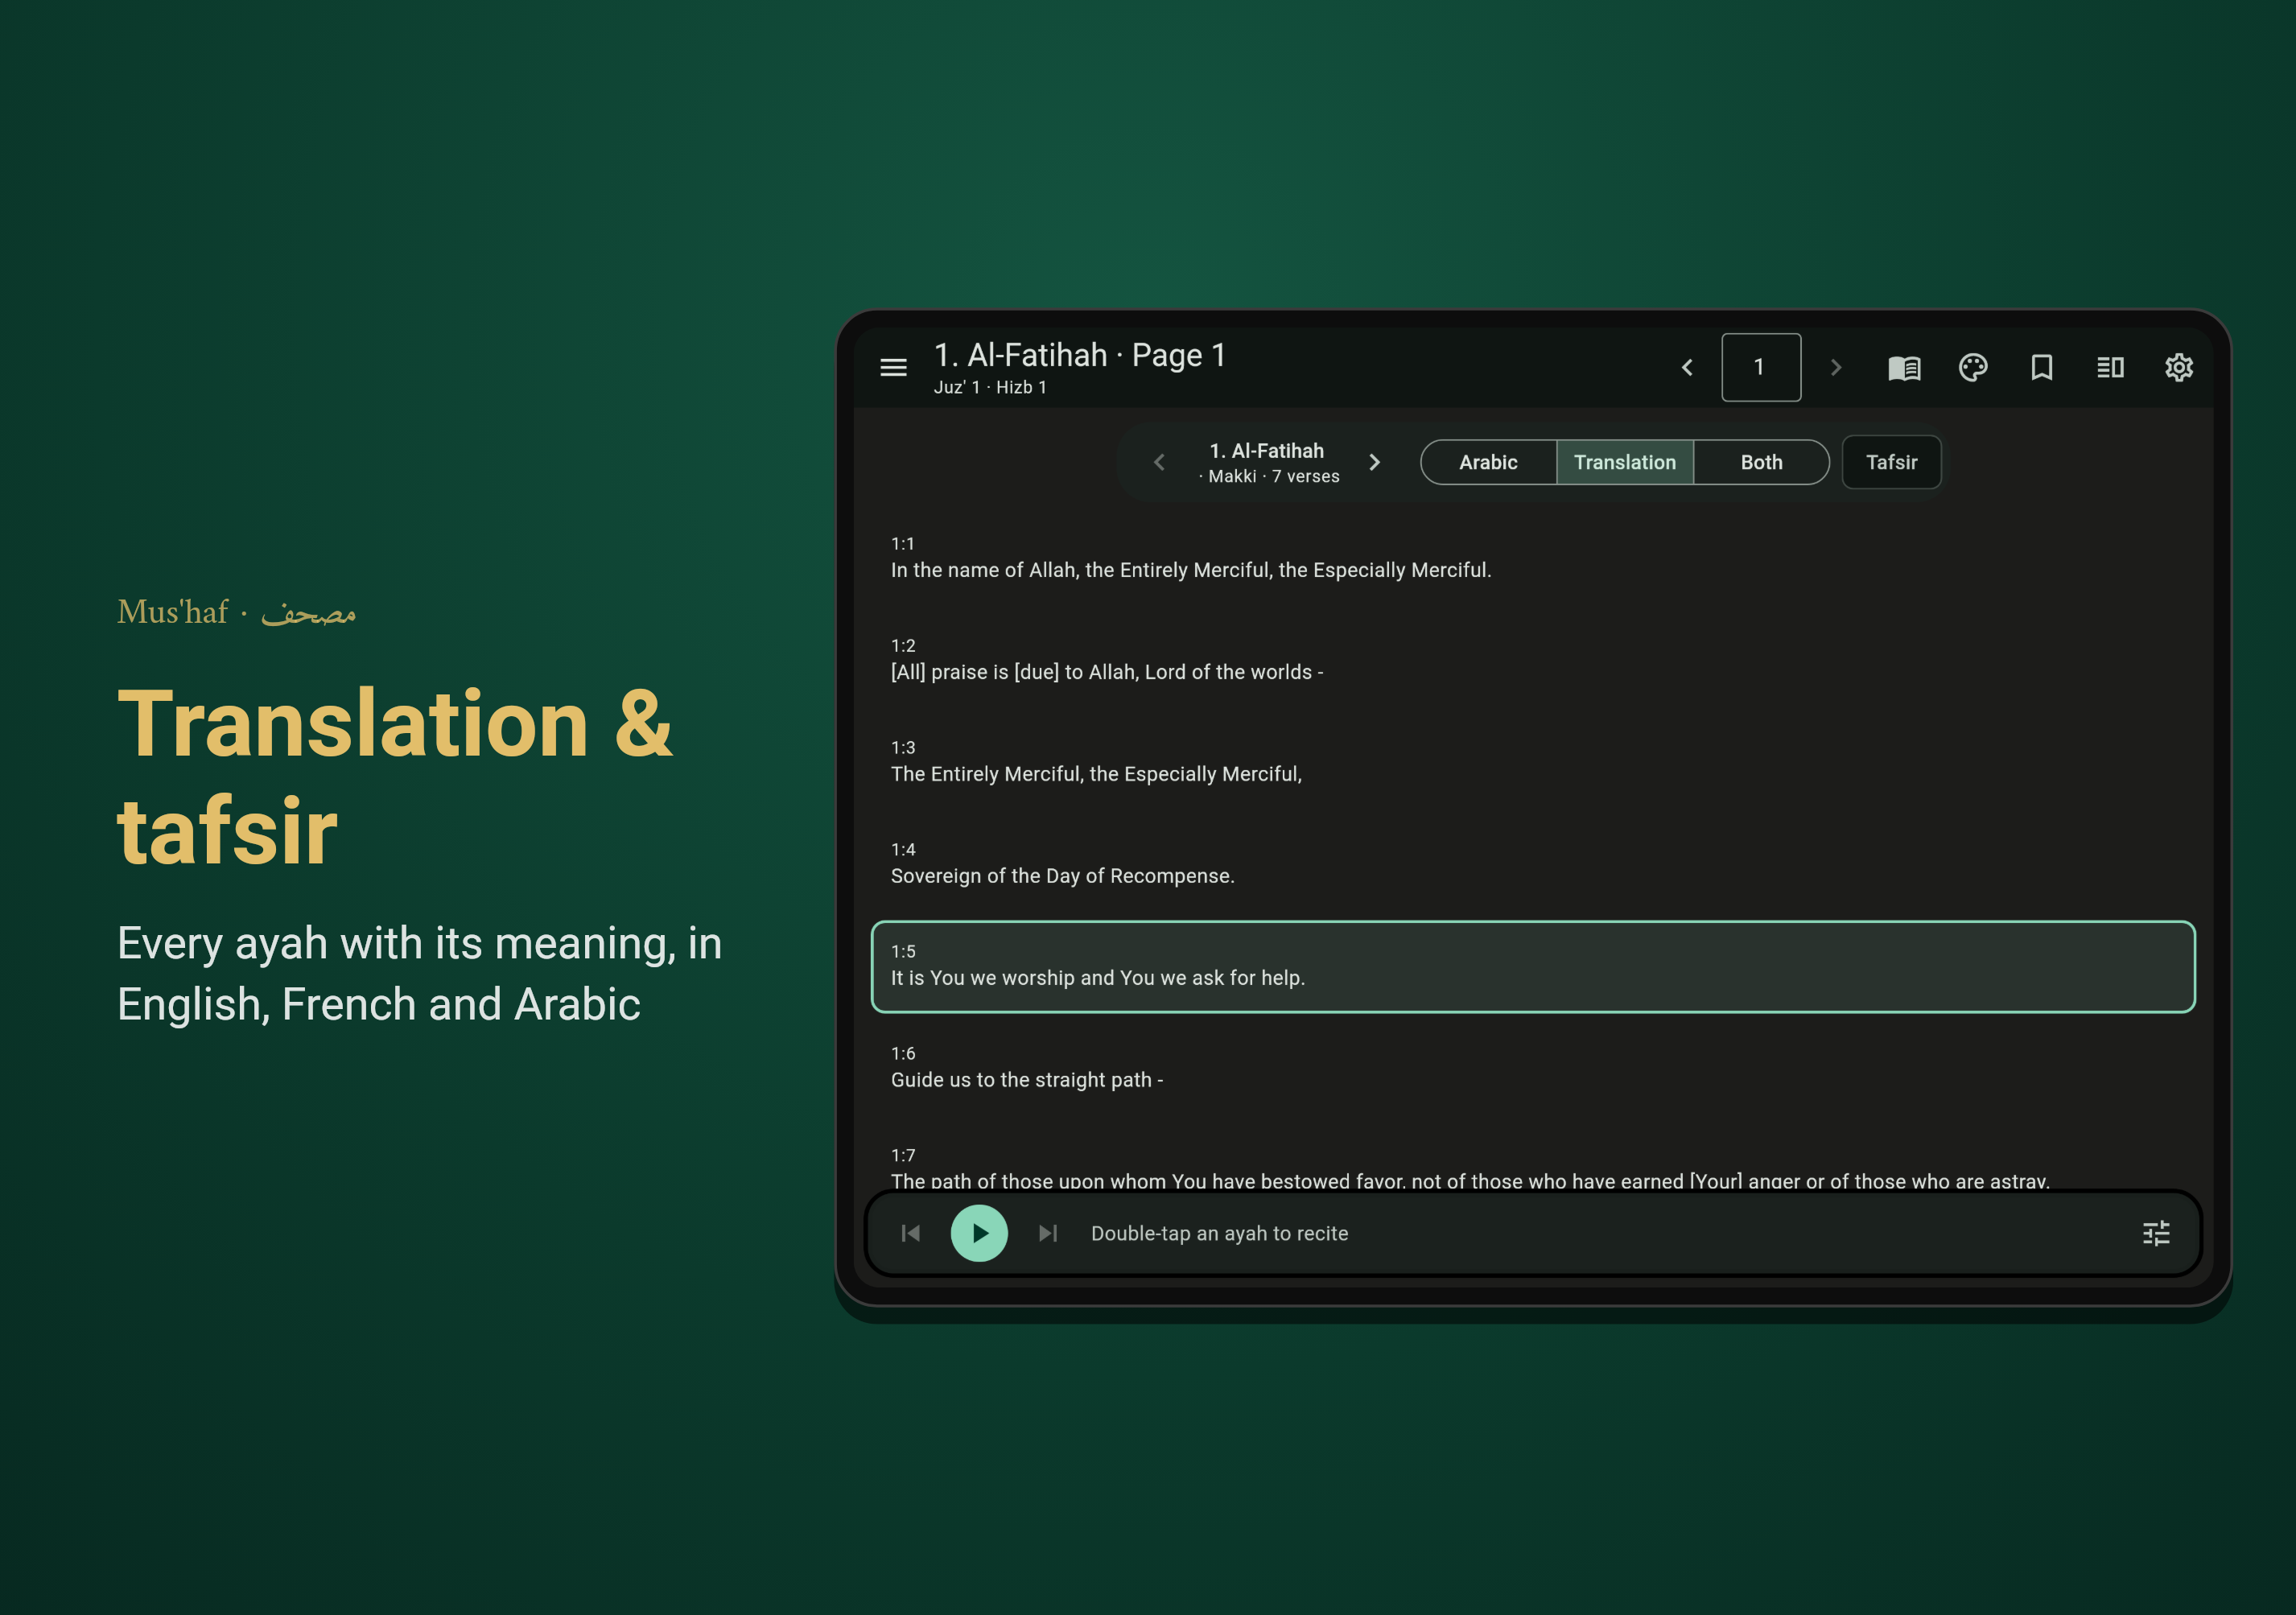 Mus'haf · مصحف
Translation &
tafsir
Every ayah with its meaning, in
English, French and Arabic
1. Al-Fatihah · Page 1
Juz' 1 · Hizb 1
1
1. Al-Fatihah
· Makki · 7 verses
Arabic
Translation
Both
Tafsir
1:1
In the name of Allah, the Entirely Merciful, the Especially Merciful.
1:2
[All] praise is [due] to Allah, Lord of the worlds -
1:3
The Entirely Merciful, the Especially Merciful,
1:4
Sovereign of the Day of Recompense.
1:5
It is You we worship and You we ask for help.
1:6
Guide us to the straight path -
1:7
The path of those upon whom You have bestowed favor, not of those who have earned [Your] anger or of those who are astray.
Double-tap an ayah to recite